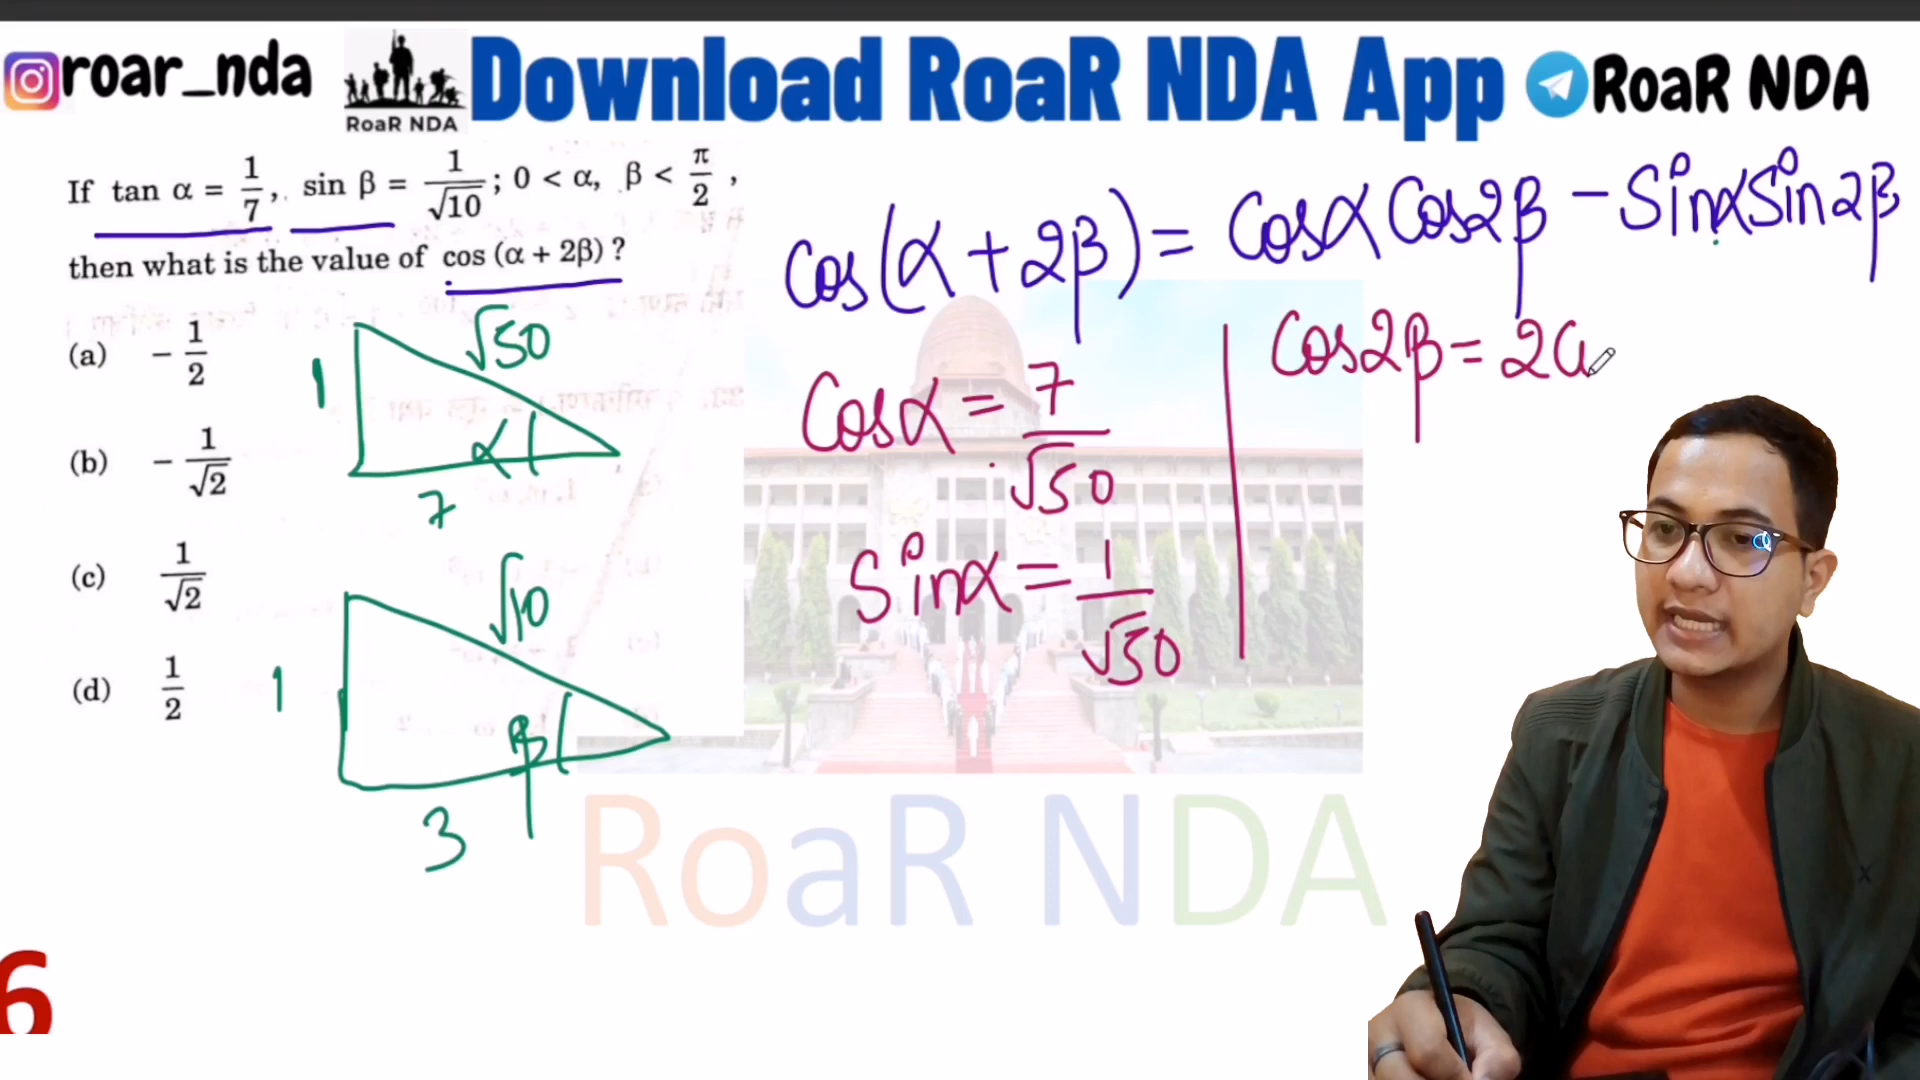 roar_nda
RoaR NDA
Download RoaR NDA App
RoaR NDA
If tan α = 1/7, sin β = 1/√10; 0 < α, β < π/2,
then what is the value of cos (α + 2β) ?
(a) -1/2
(b) -1/√2
(c) 1/√2
(d) 1/2
1
√50
α
7
1
√10
β
3
cos(α + 2β) = Cosα Cos2β - Sinα Sin2β
Cosα = 7/√50
Sinα = 1/√50
Cos2β = 2C
RoaR NDA
6